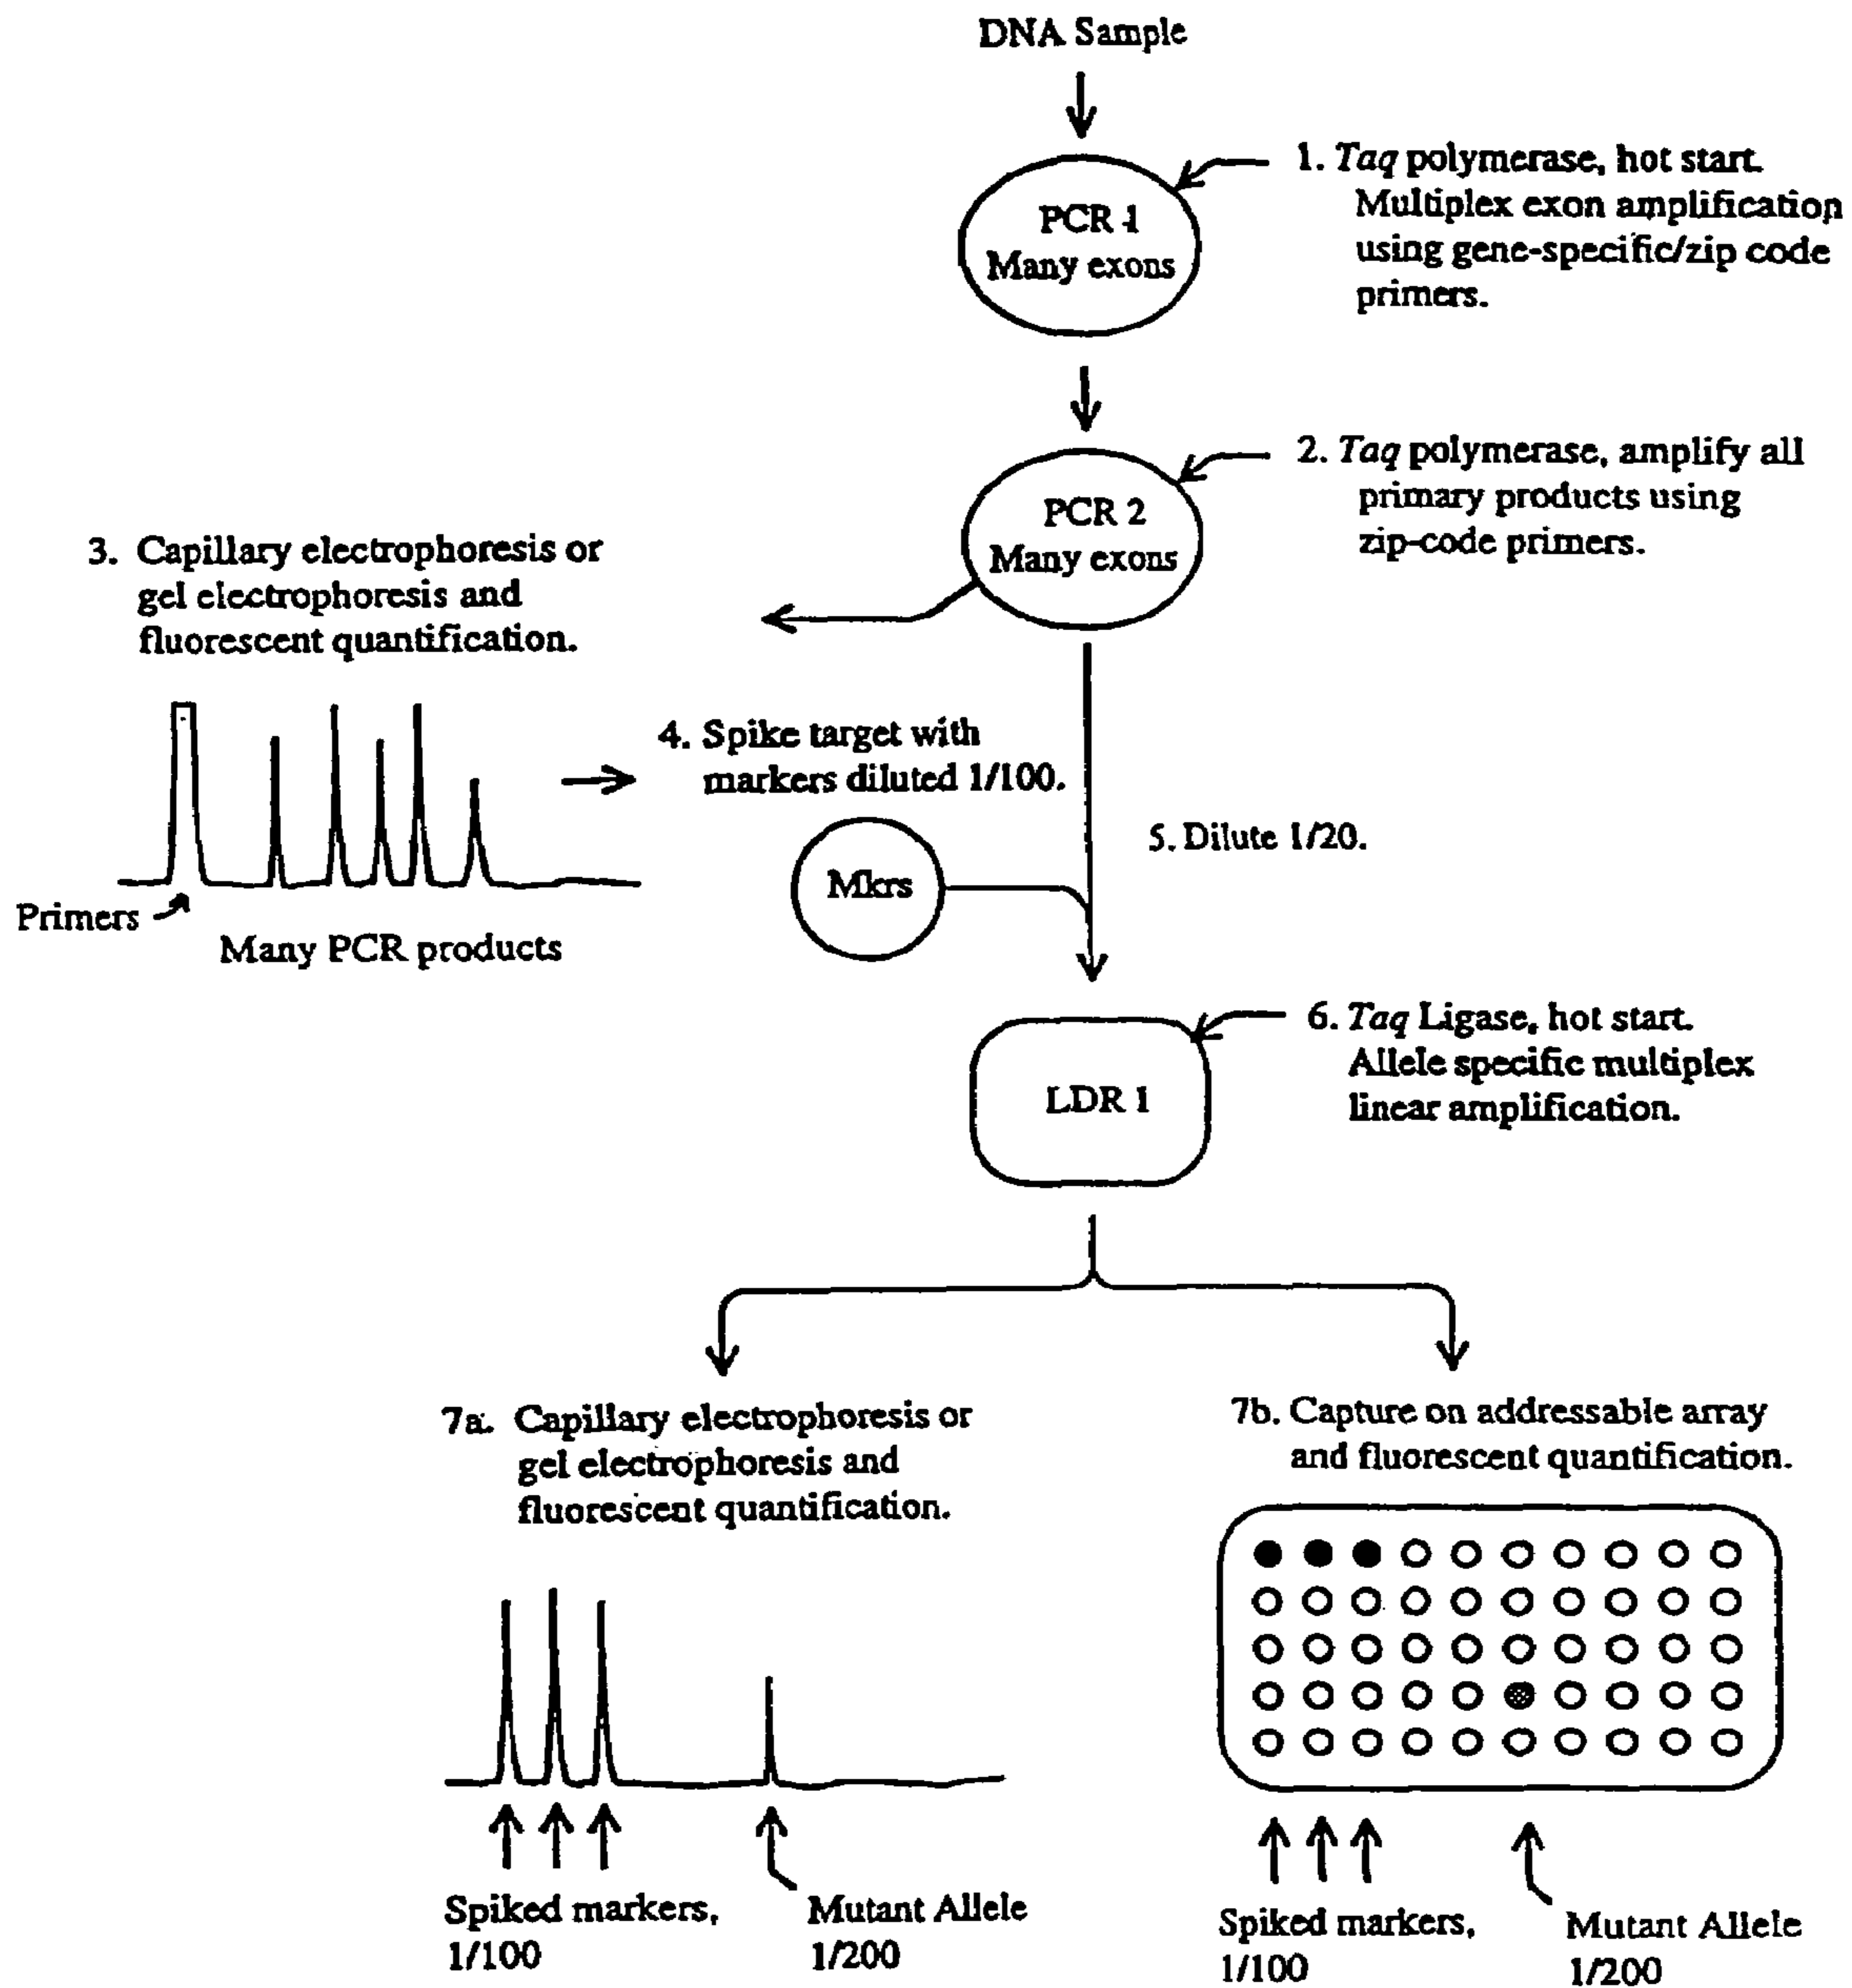 DNA Sample
1. Taq polymerase, hot start.
Multiplex exon amplification
using gene-specific/zip code
primers.
PCR 1
Many exons
2. Taq polymerase, amplify all
primary products using
zip-code primers.
PCR 2
Many exons
3. Capillary electrophoresis or
gel electrophoresis and
fluorescent quantification.
Primers
Many PCR products
4. Spike target with
markers diluted 1/100.
Mkrs
5. Dilute 1/20.
6. Taq Ligase, hot start.
Allele specific multiplex
linear amplification.
LDR 1
7a. Capillary electrophoresis or
gel electrophoresis and
fluorescent quantification.
Spiked markers,
1/100
Mutant Allele
1/200
7b. Capture on addressable array
and fluorescent quantification.
Spiked markers,
1/100
Mutant Allele
1/200